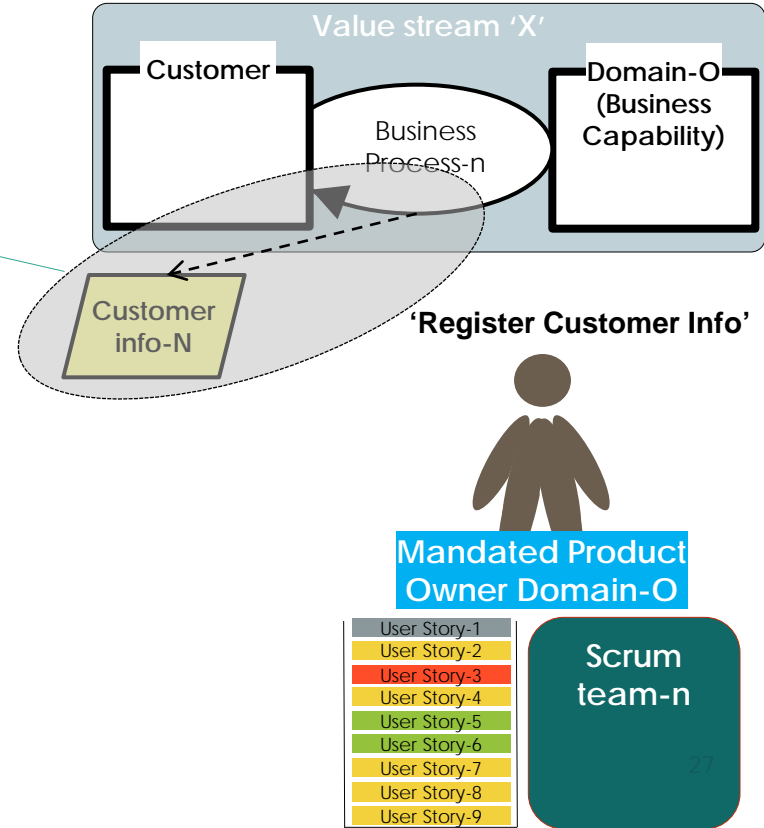 Value stream ‘X’
Customer
Domain-O
(Business
Capability)
Business
Process-n
Customer
info-N
‘Register Customer Info’
Mandated Product
Owner Domain-O
User Story-1
User Story-2
User Story-3
User Story-4
User Story-5
User Story-6
User Story-7
User Story-8
User Story-9
Scrum
team-n
27